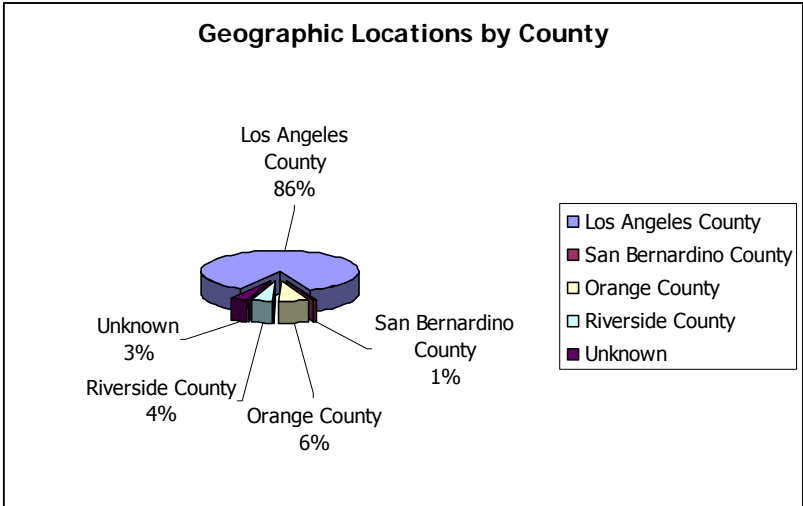 Geographic Locations by County
Los Angeles
County
86%
Los Angeles County
San Bernardino County
Orange County
Riverside County
Unknown
Unknown
3%
San Bernardino
County
1%
Riverside County
4%
Orange County
6%